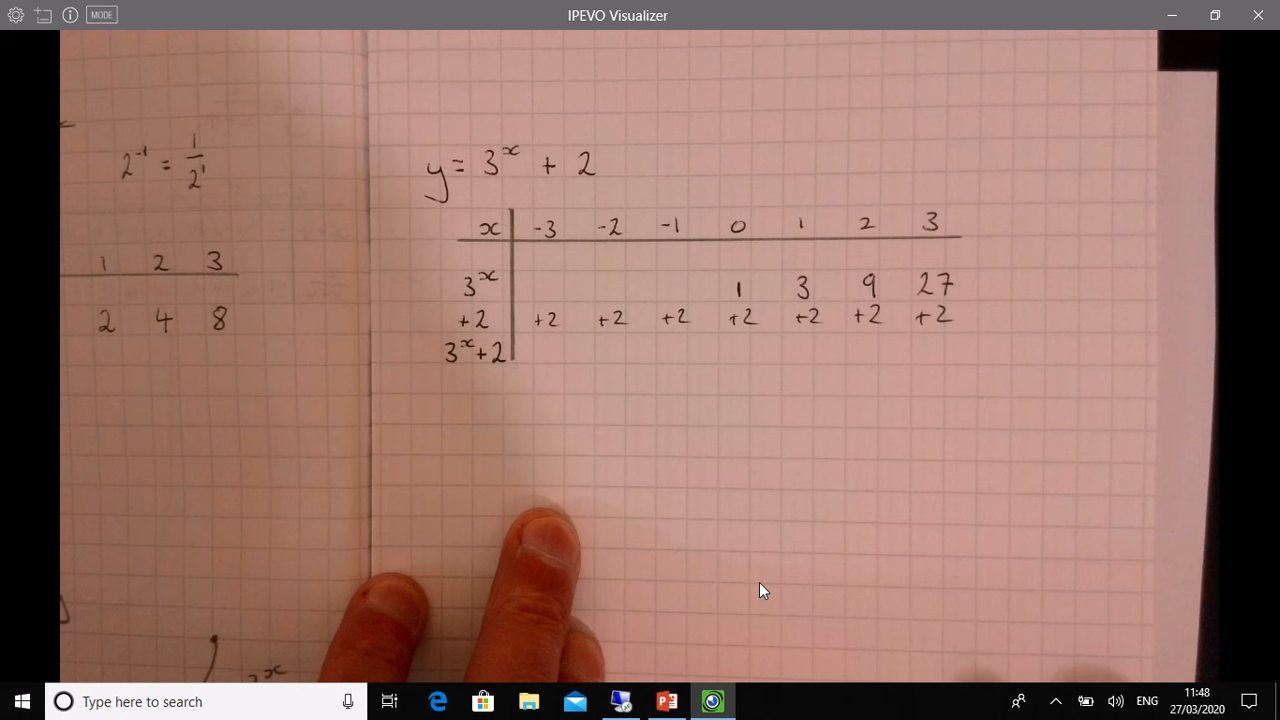 MODE
IPEVO Visualizer
2⁻¹ = 1/2¹
1 2 3
2 4 8
y = 3ˣ + 2
x -3 -2 -1 0 1 2 3
3ˣ 1 3 9 27
+2 +2 +2 +2 +2 +2 +2 +2
3ˣ+2
Type here to search
ENG
11:48
27/03/2020